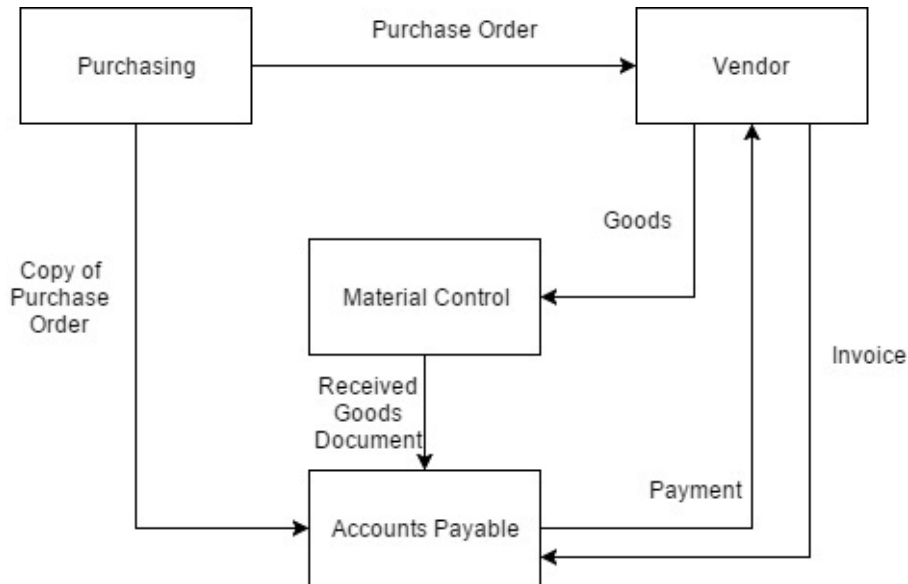 Purchase Order
Purchasing
Vendor
Goods
Copy of
Purchase
Order
Material Control
Invoice
Received
Goods
Document
Payment
Accounts Payable